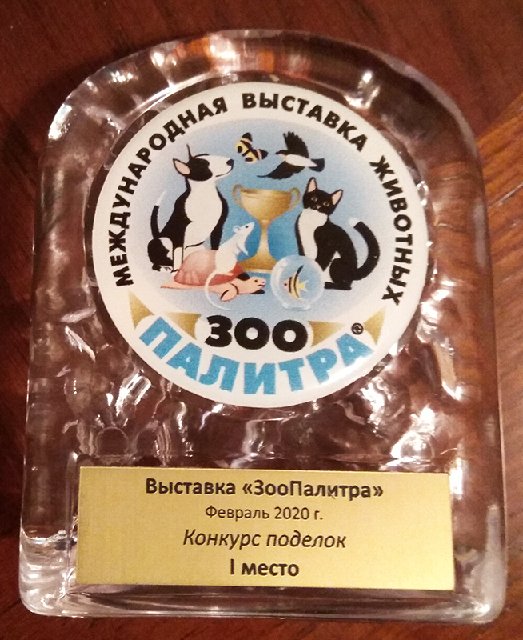 МЕЖДУНАРОДНАЯ ВЫСТАВКА ЖИВОТНЫХ
ЗОО
ПАЛИТРА®
Выставка «ЗооПалитра»
Февраль 2020 г.
Конкурс поделок
I место